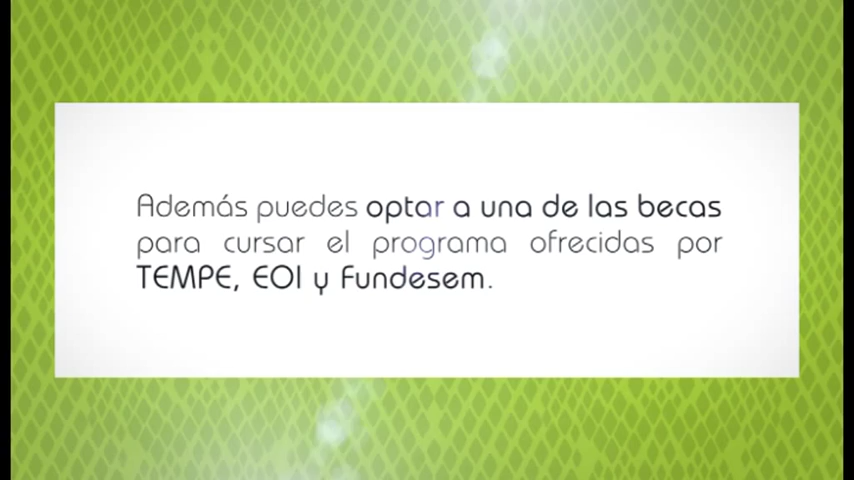 Además puedes optar a una de las becas
para cursar el programa ofrecidas por
TEMPE, EOI y Fundesem.